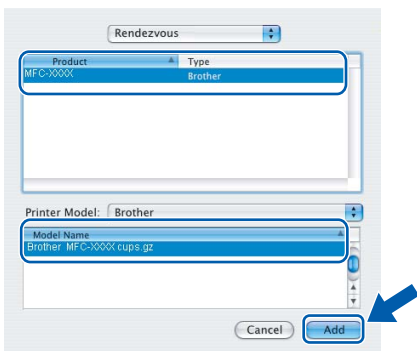 Rendezvous
Product Type
MFC-XXXX Brother
Printer Model: Brother
Model Name
Brother MFC-XXXX cups.gz
Cancel Add